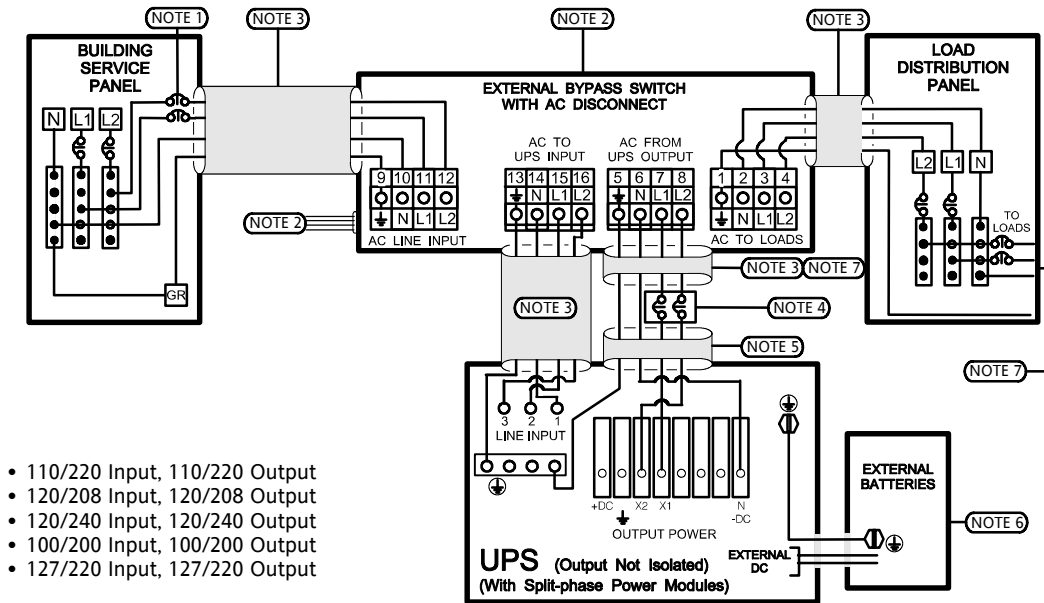 NOTE 1
NOTE 3
NOTE 2
NOTE 3
BUILDING
SERVICE
PANEL
N L1 L2
GR
NOTE 2
EXTERNAL BYPASS SWITCH
WITH AC DISCONNECT
AC TO
UPS INPUT
AC FROM
UPS OUTPUT
9 10 11 12
N L1 L2
AC LINE INPUT
13 14 15 16
N L1 L2
5 6 7 8
N L1 L2
1 2 3 4
N L1 L2
AC TO LOADS
LOAD
DISTRIBUTION
PANEL
L2 L1 N
TO
LOADS
NOTE 3
NOTE 3
NOTE 7
NOTE 4
NOTE 5
NOTE 7
3 2 1
LINE INPUT
+DC X2 X1 N
-DC
OUTPUT POWER
UPS (Output Not Isolated)
(With Split-phase Power Modules)
EXTERNAL
DC
EXTERNAL
BATTERIES
NOTE 6
• 110/220 Input, 110/220 Output
• 120/208 Input, 120/208 Output
• 120/240 Input, 120/240 Output
• 100/200 Input, 100/200 Output
• 127/220 Input, 127/220 Output